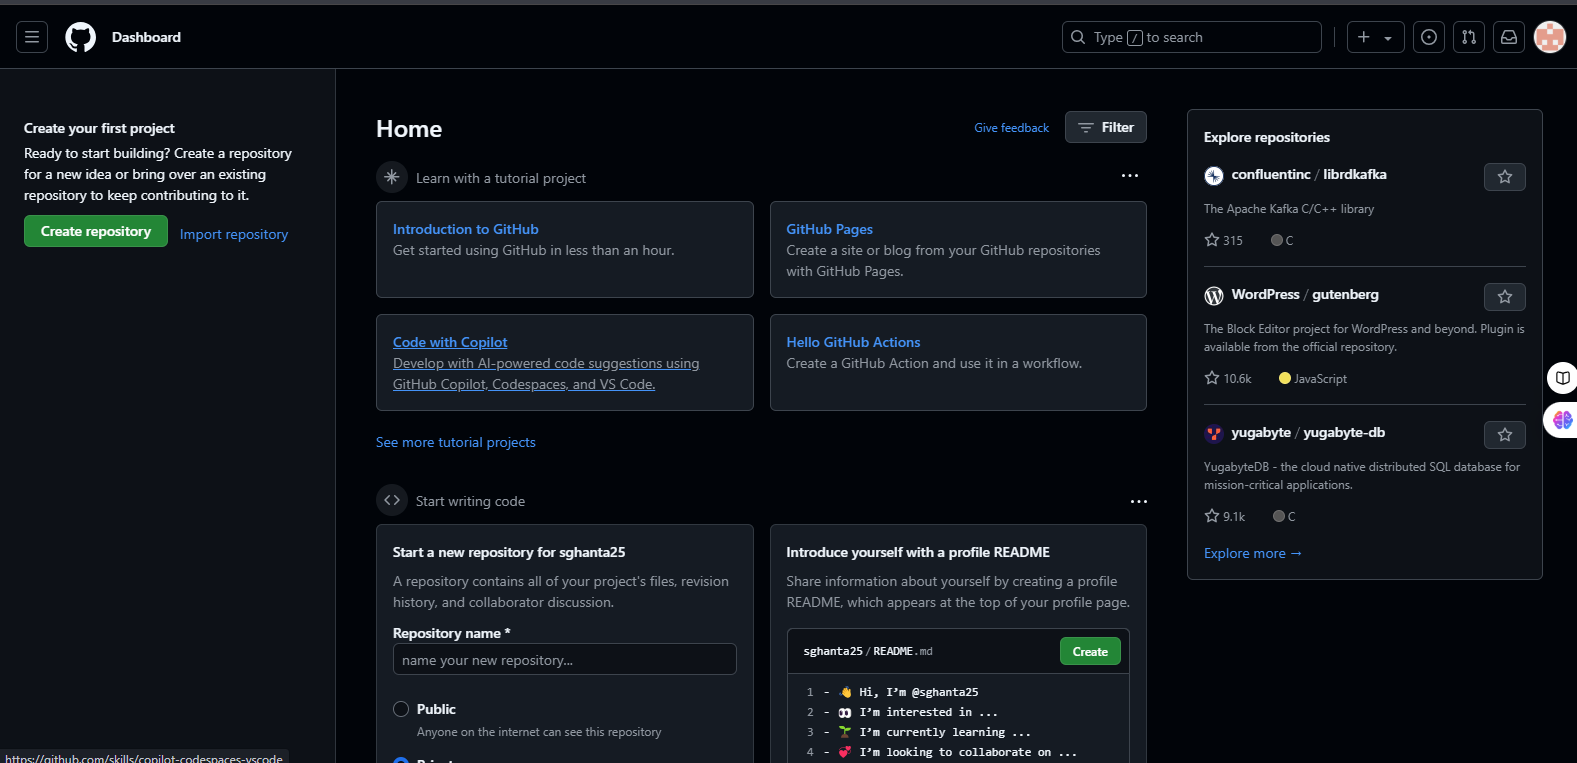 Dashboard
Type / to search
Create your first project
Ready to start building? Create a repository
for a new idea or bring over an existing
repository to keep contributing to it.
Create repository
Import repository
Home
Give feedback
Filter
Learn with a tutorial project
Introduction to GitHub
Get started using GitHub in less than an hour.
GitHub Pages
Create a site or blog from your GitHub repositories
with GitHub Pages.
Code with Copilot
Develop with AI-powered code suggestions using
GitHub Copilot, Codespaces, and VS Code.
Hello GitHub Actions
Create a GitHub Action and use it in a workflow.
See more tutorial projects
Start writing code
Start a new repository for sghanta25
A repository contains all of your project's files, revision
history, and collaborator discussion.
Repository name *
name your new repository...
Public
Anyone on the internet can see this repository
Private
Introduce yourself with a profile README
Share information about yourself by creating a profile
README, which appears at the top of your profile page.
sghanta25 / README.md
Create
1 - 👋 Hi, I’m @sghanta25
2 - 👀 I’m interested in ...
3 - 🌱 I’m currently learning ...
4 - 💞️ I’m looking to collaborate on ...
Explore repositories
confluentinc / librdkafka
The Apache Kafka C/C++ library
315 C
WordPress / gutenberg
The Block Editor project for WordPress and beyond. Plugin is
available from the official repository.
10.6k JavaScript
yugabyte / yugabyte-db
YugabyteDB - the cloud native distributed SQL database for
mission-critical applications.
9.1k C
Explore more →
https://github.com/skills/copilot-codespaces-vscode